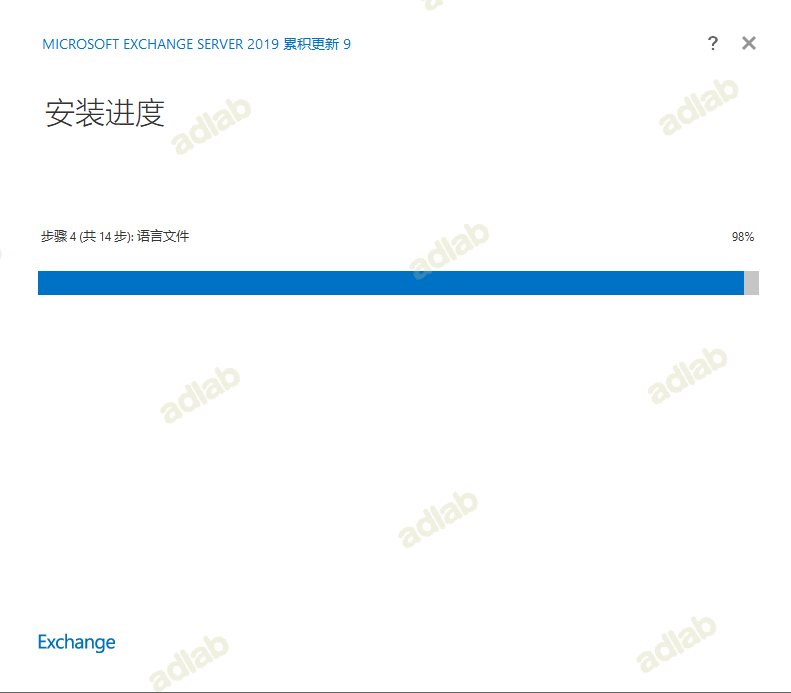 MICROSOFT EXCHANGE SERVER 2019 累积更新 9
?
安装进度
adlab
adlab
步骤 4 (共 14 步): 语言文件
98%
adlab
adlab
adlab
adlab
Exchange
adlab
adlab